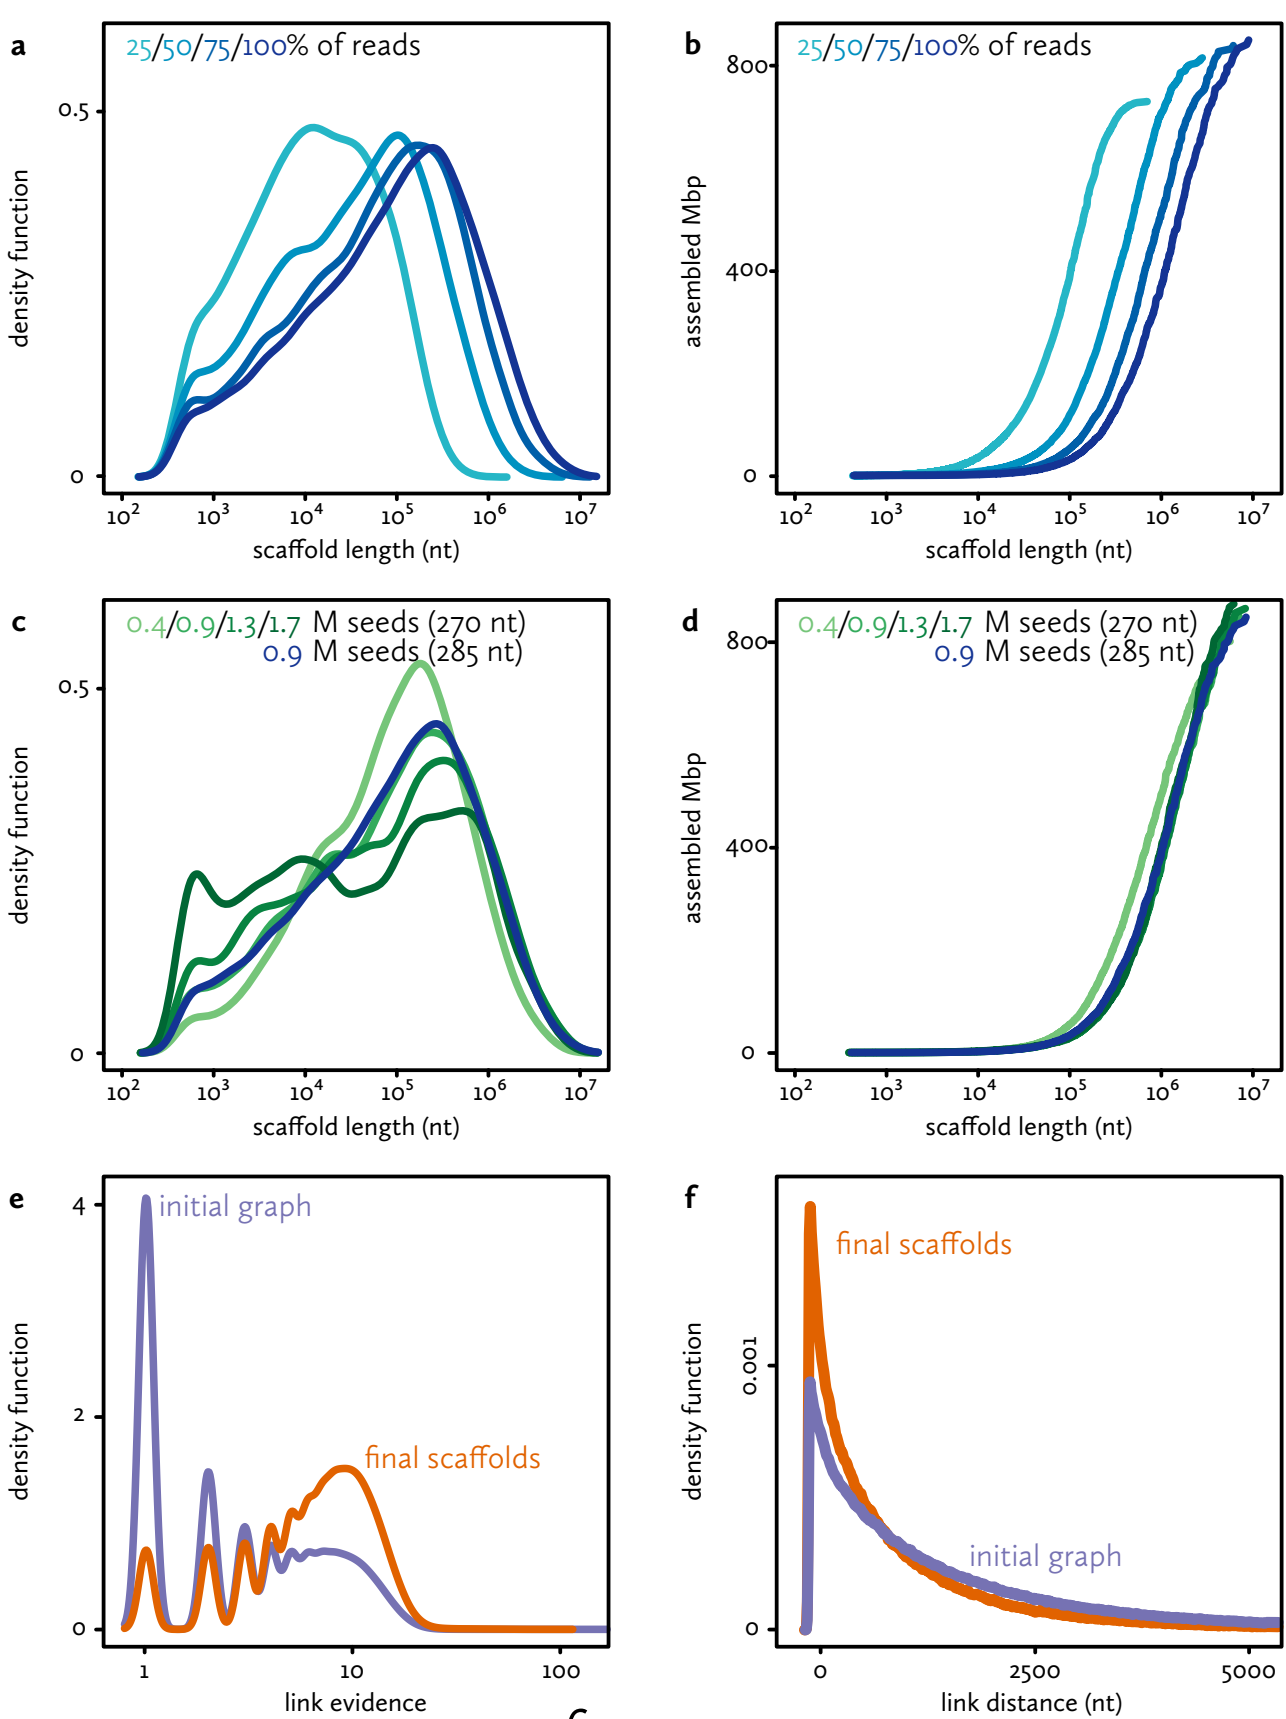 a
25/50/75/100% of reads
0.5
0
density function
10² 10³ 10⁴ 10⁵ 10⁶ 10⁷
scaffold length (nt)
b
25/50/75/100% of reads
800
400
0
assembled Mbp
10² 10³ 10⁴ 10⁵ 10⁶ 10⁷
scaffold length (nt)
c
0.4/0.9/1.3/1.7 M seeds (270 nt)
0.9 M seeds (285 nt)
0.5
0
density function
10² 10³ 10⁴ 10⁵ 10⁶ 10⁷
scaffold length (nt)
d
0.4/0.9/1.3/1.7 M seeds (270 nt)
0.9 M seeds (285 nt)
800
400
0
assembled Mbp
10² 10³ 10⁴ 10⁵ 10⁶ 10⁷
scaffold length (nt)
e
initial graph
final scaffolds
4
2
0
density function
1 10 100
link evidence
f
final scaffolds
initial graph
0.001
0
density function
0 2500 5000
link distance (nt)